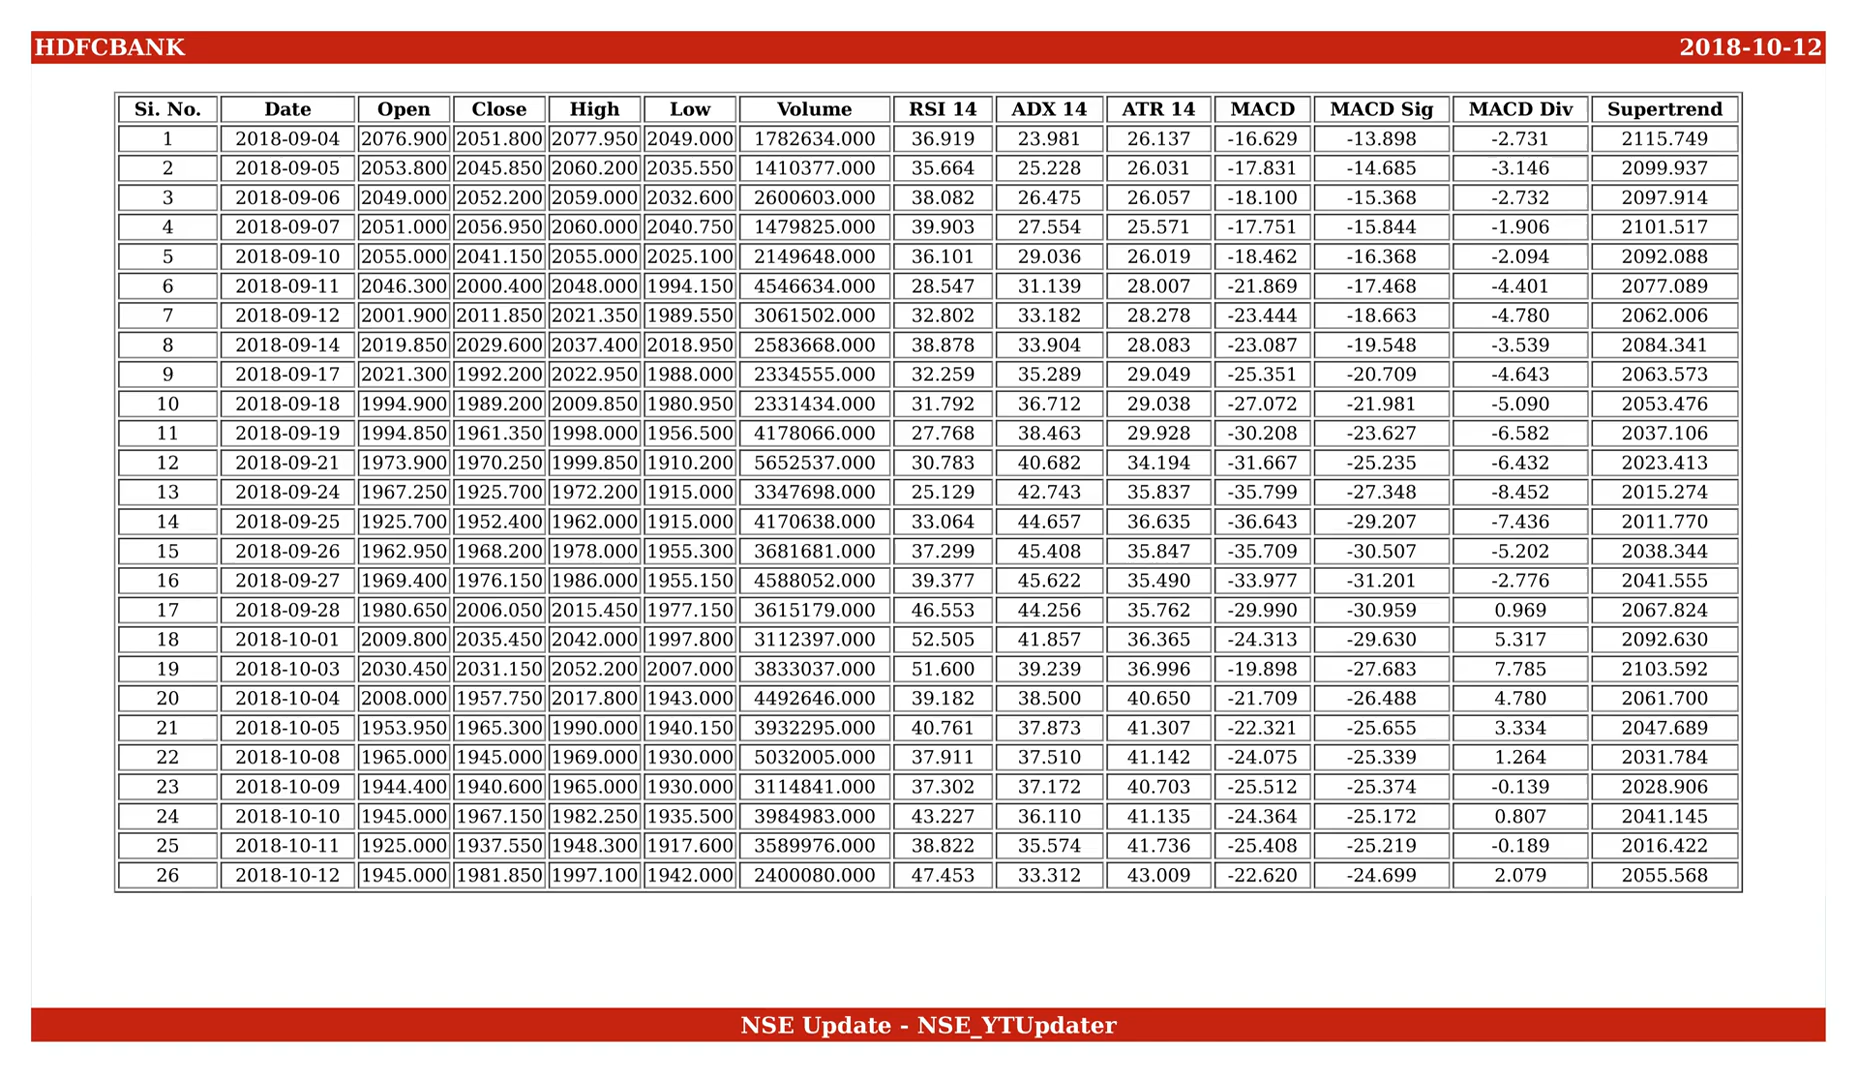 HDFCBANK 2018-10-12
Si. No. Date Open Close High Low Volume RSI 14 ADX 14 ATR 14 MACD MACD Sig MACD Div Supertrend
1 2018-09-04 2076.900 2051.800 2077.950 2049.000 1782634.000 36.919 23.981 26.137 -16.629 -13.898 -2.731 2115.749
2 2018-09-05 2053.800 2045.850 2060.200 2035.550 1410377.000 35.664 25.228 26.031 -17.831 -14.685 -3.146 2099.937
3 2018-09-06 2049.000 2052.200 2059.000 2032.600 2600603.000 38.082 26.475 26.057 -18.100 -15.368 -2.732 2097.914
4 2018-09-07 2051.000 2056.950 2060.000 2040.750 1479825.000 39.903 27.554 25.571 -17.751 -15.844 -1.906 2101.517
5 2018-09-10 2055.000 2041.150 2055.000 2025.100 2149648.000 36.101 29.036 26.019 -18.462 -16.368 -2.094 2092.088
6 2018-09-11 2046.300 2000.400 2048.000 1994.150 4546634.000 28.547 31.139 28.007 -21.869 -17.468 -4.401 2077.089
7 2018-09-12 2001.900 2011.850 2021.350 1989.550 3061502.000 32.802 33.182 28.278 -23.444 -18.663 -4.780 2062.006
8 2018-09-14 2019.850 2029.600 2037.400 2018.950 2583668.000 38.878 33.904 28.083 -23.087 -19.548 -3.539 2084.341
9 2018-09-17 2021.300 1992.200 2022.950 1988.000 2334555.000 32.259 35.289 29.049 -25.351 -20.709 -4.643 2063.573
10 2018-09-18 1994.900 1989.200 2009.850 1980.950 2331434.000 31.792 36.712 29.038 -27.072 -21.981 -5.090 2053.476
11 2018-09-19 1994.850 1961.350 1998.000 1956.500 4178066.000 27.768 38.463 29.928 -30.208 -23.627 -6.582 2037.106
12 2018-09-21 1973.900 1970.250 1999.850 1910.200 5652537.000 30.783 40.682 34.194 -31.667 -25.235 -6.432 2023.413
13 2018-09-24 1967.250 1925.700 1972.200 1915.000 3347698.000 25.129 42.743 35.837 -35.799 -27.348 -8.452 2015.274
14 2018-09-25 1925.700 1952.400 1962.000 1915.000 4170638.000 33.064 44.657 36.635 -36.643 -29.207 -7.436 2011.770
15 2018-09-26 1962.950 1968.200 1978.000 1955.300 3681681.000 37.299 45.408 35.847 -35.709 -30.507 -5.202 2038.344
16 2018-09-27 1969.400 1976.150 1986.000 1955.150 4588052.000 39.377 45.622 35.490 -33.977 -31.201 -2.776 2041.555
17 2018-09-28 1980.650 2006.050 2015.450 1977.150 3615179.000 46.553 44.256 35.762 -29.990 -30.959 0.969 2067.824
18 2018-10-01 2009.800 2035.450 2042.000 1997.800 3112397.000 52.505 41.857 36.365 -24.313 -29.630 5.317 2092.630
19 2018-10-03 2030.450 2031.150 2052.200 2007.000 3833037.000 51.600 39.239 36.996 -19.898 -27.683 7.785 2103.592
20 2018-10-04 2008.000 1957.750 2017.800 1943.000 4492646.000 39.182 38.500 40.650 -21.709 -26.488 4.780 2061.700
21 2018-10-05 1953.950 1965.300 1990.000 1940.150 3932295.000 40.761 37.873 41.307 -22.321 -25.655 3.334 2047.689
22 2018-10-08 1965.000 1945.000 1969.000 1930.000 5032005.000 37.911 37.510 41.142 -24.075 -25.339 1.264 2031.784
23 2018-10-09 1944.400 1940.600 1965.000 1930.000 3114841.000 37.302 37.172 40.703 -25.512 -25.374 -0.139 2028.906
24 2018-10-10 1945.000 1967.150 1982.250 1935.500 3984983.000 43.227 36.110 41.135 -24.364 -25.172 0.807 2041.145
25 2018-10-11 1925.000 1937.550 1948.300 1917.600 3589976.000 38.822 35.574 41.736 -25.408 -25.219 -0.189 2016.422
26 2018-10-12 1945.000 1981.850 1997.100 1942.000 2400080.000 47.453 33.312 43.009 -22.620 -24.699 2.079 2055.568
NSE Update - NSE_YTUpdater